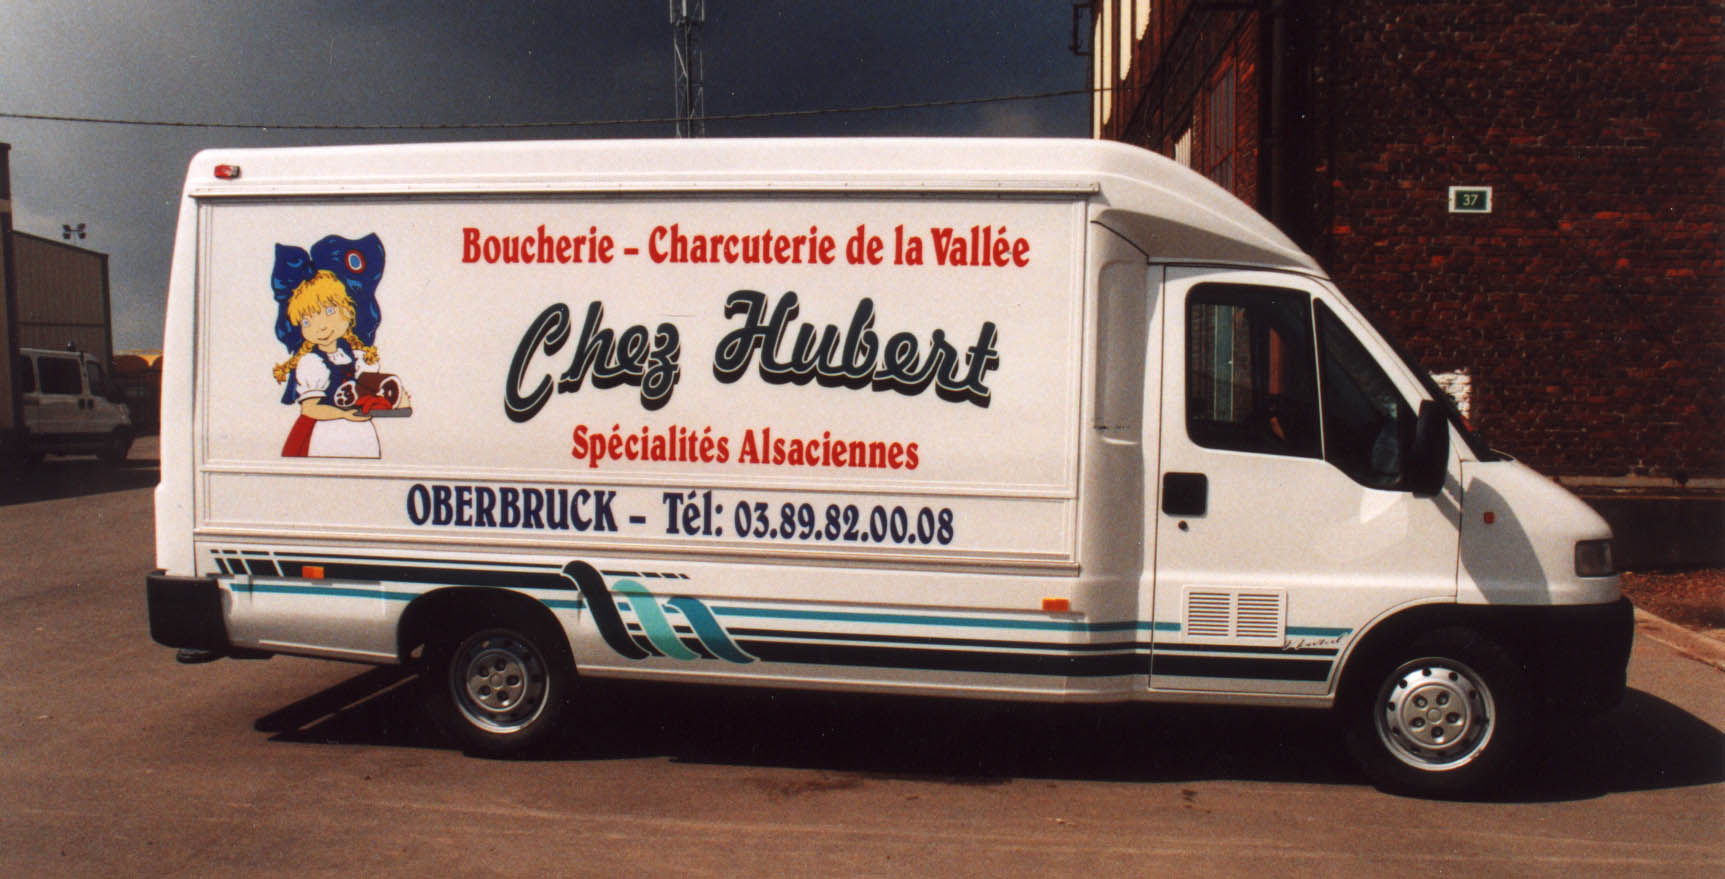 Boucherie - Charcuterie de la Vallée
Chez Hubert
Spécialités Alsaciennes
OBERBRUCK - Tél: 03.89.82.00.08
37